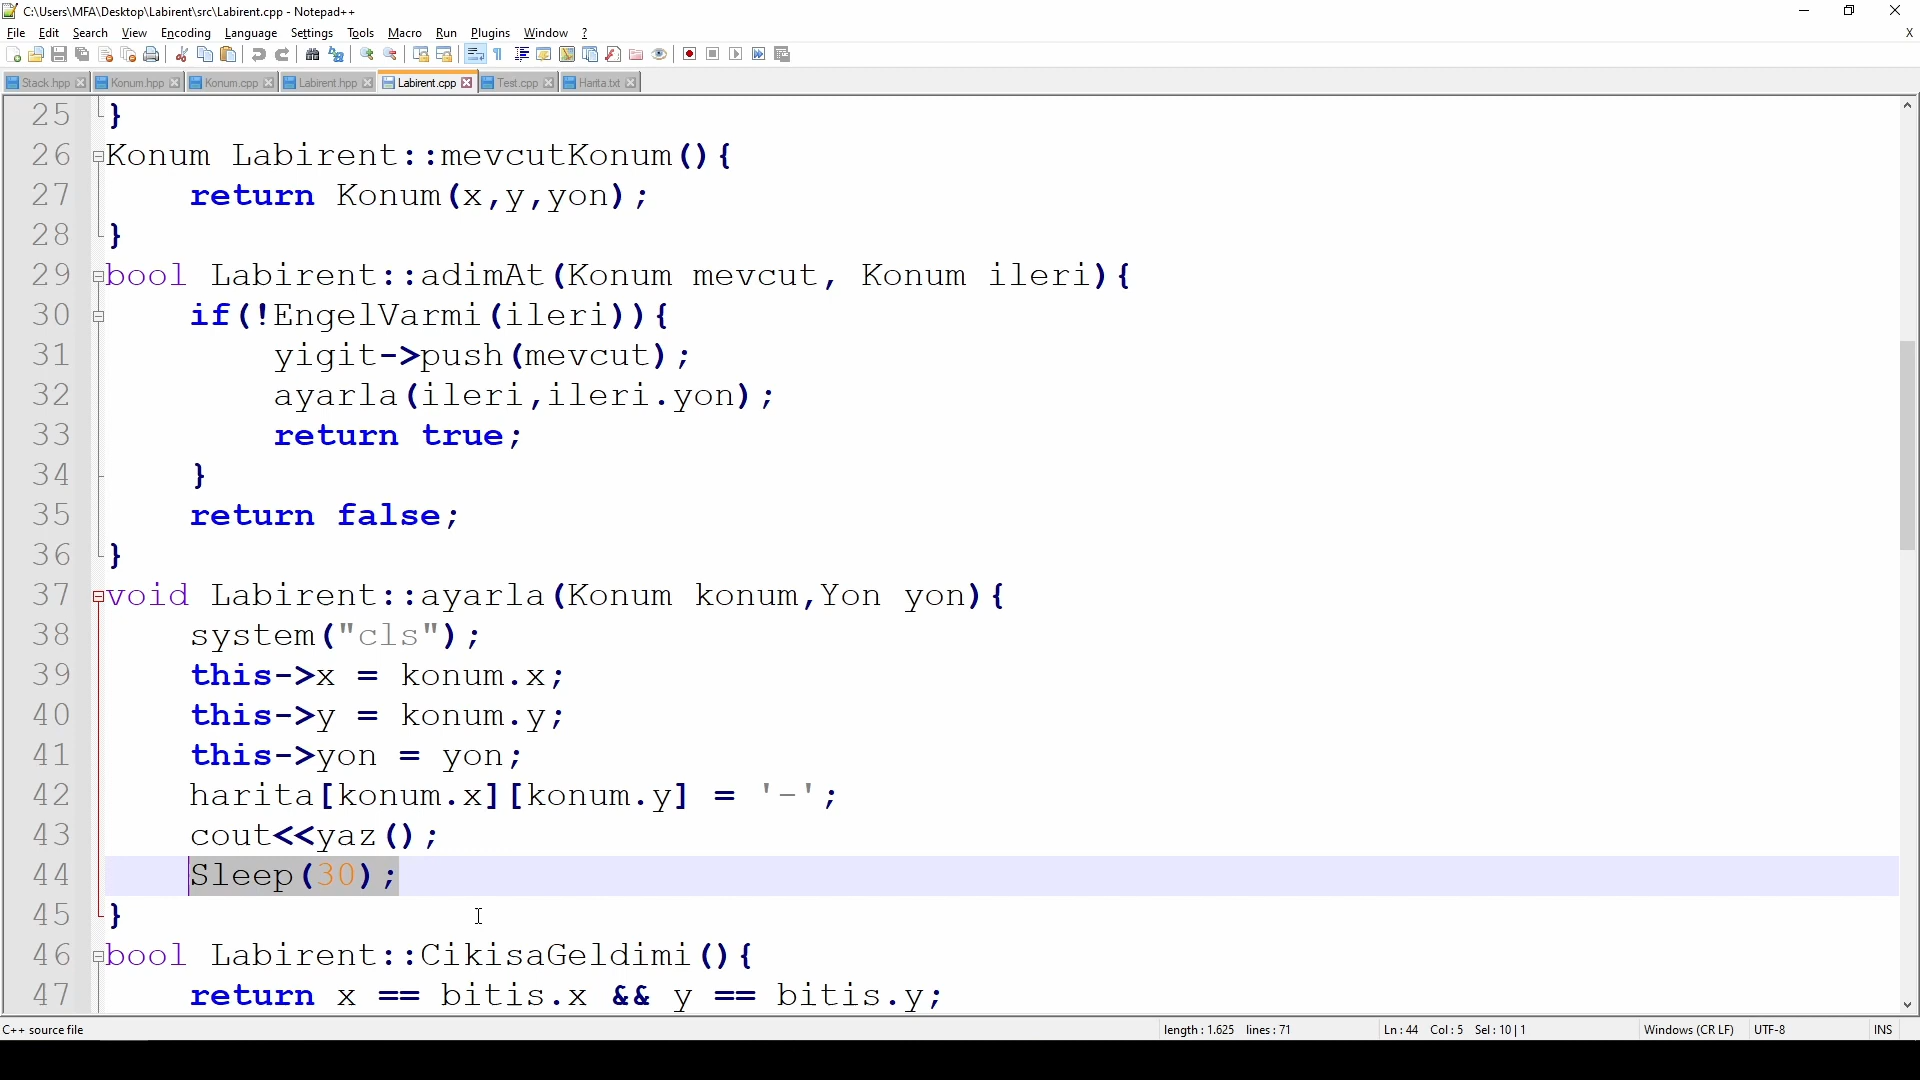 C:\Users\MFA\Desktop\Labirent\src\Labirent.cpp - Notepad++
File Edit Search View Encoding Language Settings Tools Macro Run Plugins Window ? X
Stack.hpp Konum.hpp Konum.cpp Labirent.hpp Labirent.cpp Test.cpp Harita.txt
25 }
26 Konum Labirent::mevcutKonum(){
27 return Konum(x,y,yon);
28 }
29 bool Labirent::adimAt(Konum mevcut, Konum ileri){
30 if(!EngelVarmi(ileri)){
31 yigit->push(mevcut);
32 ayarla(ileri,ileri.yon);
33 return true;
34 }
35 return false;
36 }
37 void Labirent::ayarla(Konum konum,Yon yon){
38 system("cls");
39 this->x = konum.x;
40 this->y = konum.y;
41 this->yon = yon;
42 harita[konum.x][konum.y] = '-';
43 cout<<yaz();
44 Sleep(30);
45 }
46 bool Labirent::CikisaGeldimi(){
47 return x == bitis.x && y == bitis.y;
C++ source file length : 1.625 lines : 71 Ln : 44 Col : 5 Sel : 10 | 1 Windows (CR LF) UTF-8 INS